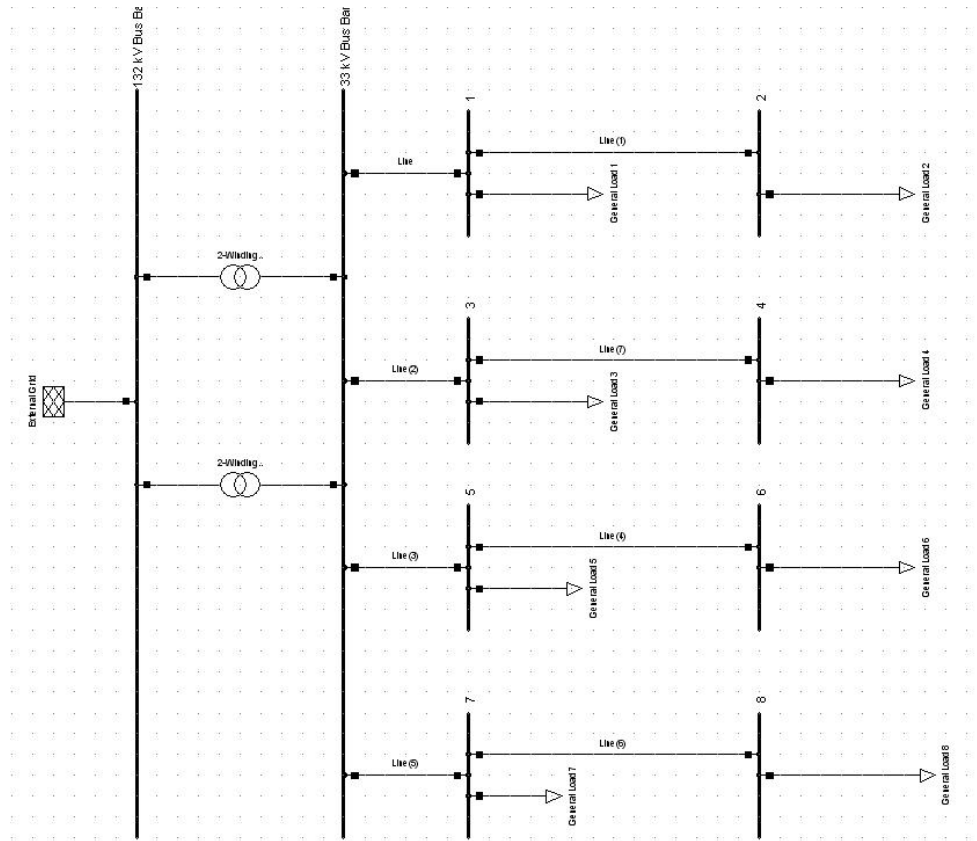 132 kV Bus Ba
33 kV Bus Bar
1
2
Line (1)
Line
General Load 1
General Load 2
2-Winding..
3
4
Line (7)
Line (2)
General Load 3
General Load 4
External Grid
2-Winding..
5
6
Line (4)
Line (3)
General Load 5
General Load 6
7
8
Line (6)
Line (5)
General Load 7
General Load 8